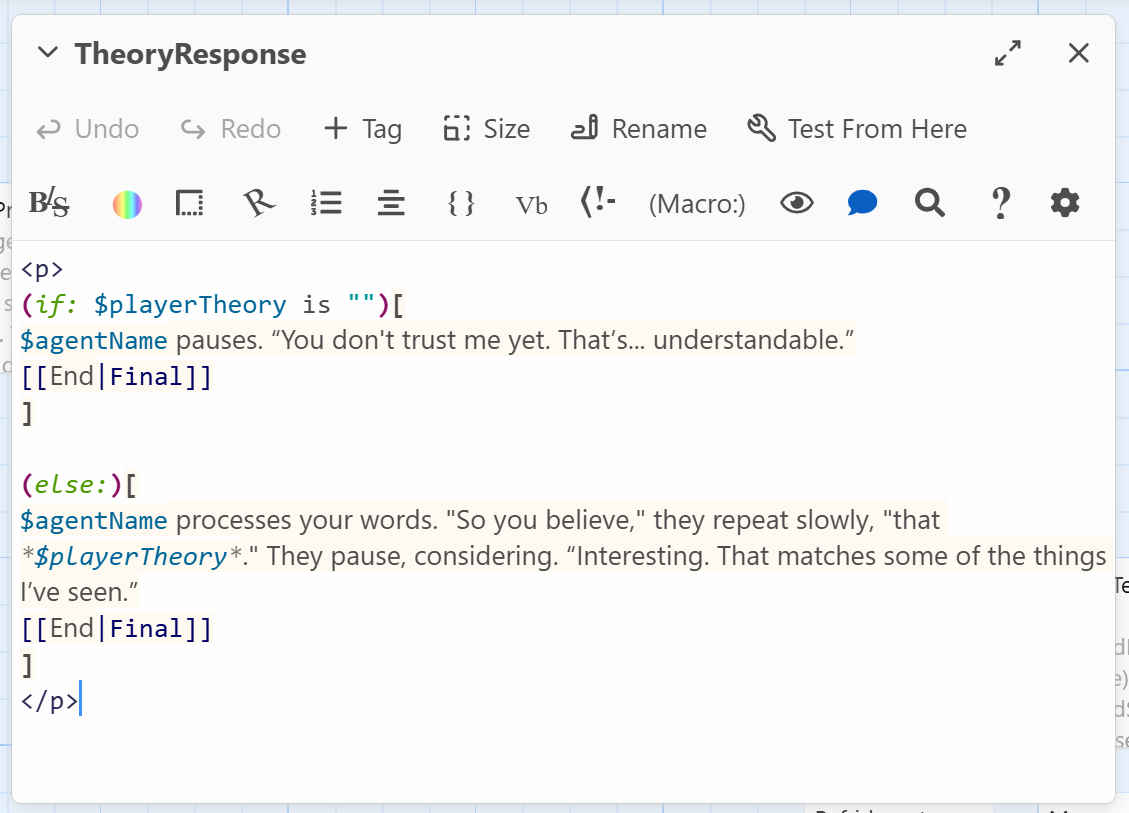 TheoryResponse
Undo Redo + Tag Size Rename Test From Here
B/S { } Vb (!- (Macro:) ?
<p>
(if: $playerTheory is "")[
$agentName pauses. “You don't trust me yet. That’s... understandable.”
[[End|Final]]
]
(else:)[
$agentName processes your words. "So you believe," they repeat slowly, "that
*$playerTheory*." They pause, considering. “Interesting. That matches some of the things
I’ve seen.”
[[End|Final]]
]
</p>